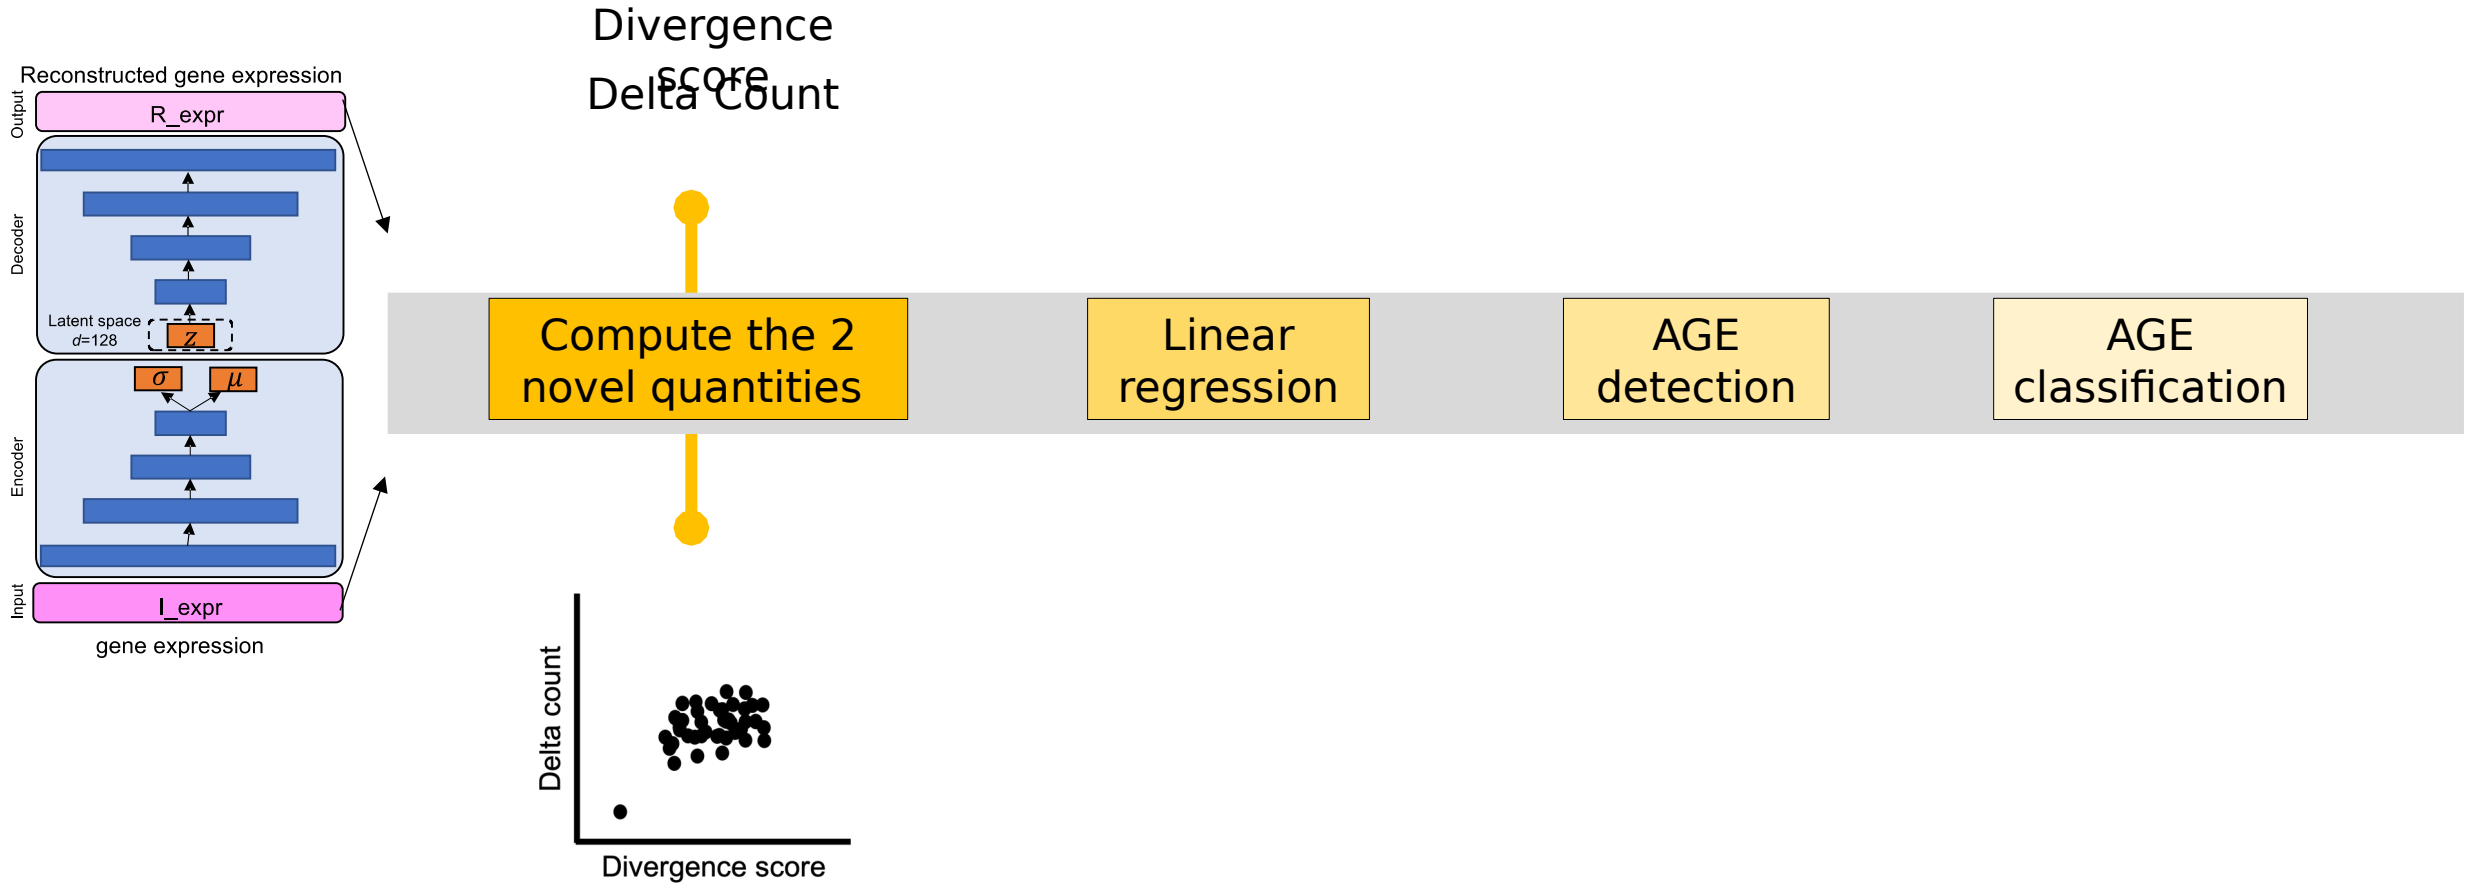 Divergence
score
Delta Count
Reconstructed gene expression
Output
R_expr
Decoder
Latent space
d=128
z
σ
μ
Encoder
Input
I_expr
gene expression
Compute the 2
novel quantities
Linear
regression
AGE
detection
AGE
classification
Delta count
Divergence score